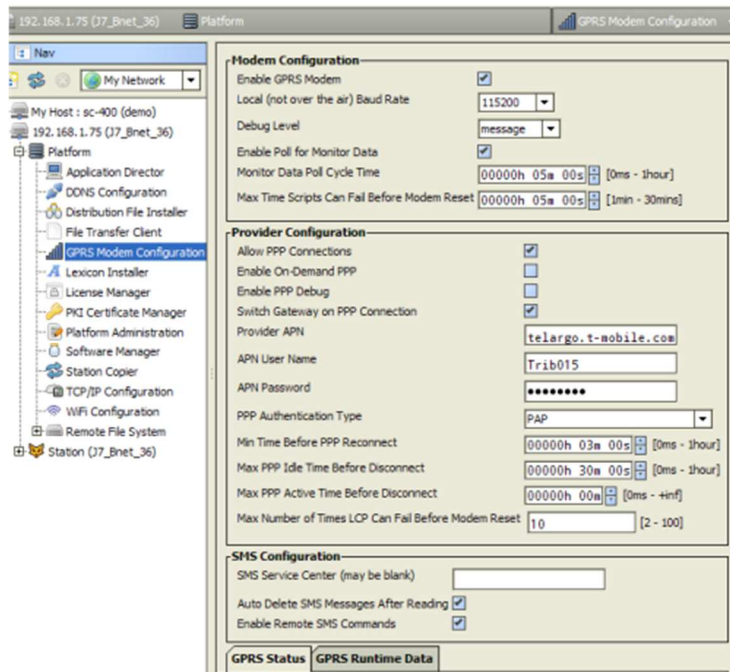 192.168.1.75 (J7_Bnet_36) Platform GPRS Modem Configuration
Nav
My Network
My Host : sc-400 (demo)
192.168.1.75 (J7_Bnet_36)
Platform
Application Director
DDNS Configuration
Distribution File Installer
File Transfer Client
GPRS Modem Configuration
Lexicon Installer
License Manager
PKI Certificate Manager
Platform Administration
Software Manager
Station Copier
TCP/IP Configuration
WiFi Configuration
Remote File System
Station (J7_Bnet_36)
Modem Configuration
Enable GPRS Modem
Local (not over the air) Baud Rate 115200
Debug Level message
Enable Poll for Monitor Data
Monitor Data Poll Cycle Time 00000h 05m 00s [0ms - 1hour]
Max Time Scripts Can Fail Before Modem Reset 00000h 05m 00s [1min - 30mins]
Provider Configuration
Allow PPP Connections
Enable On-Demand PPP
Enable PPP Debug
Switch Gateway on PPP Connection
Provider APN telargo.t-mobile.com
APN User Name Trib015
APN Password ••••••••
PPP Authentication Type PAP
Min Time Before PPP Reconnect 00000h 03m 00s [0ms - 1hour]
Max PPP Idle Time Before Disconnect 00000h 30m 00s [0ms - 1hour]
Max PPP Active Time Before Disconnect 00000h 00m [0ms - +inf]
Max Number of Times LCP Can Fail Before Modem Reset 10 [2 - 100]
SMS Configuration
SMS Service Center (may be blank)
Auto Delete SMS Messages After Reading
Enable Remote SMS Commands
GPRS Status GPRS Runtime Data